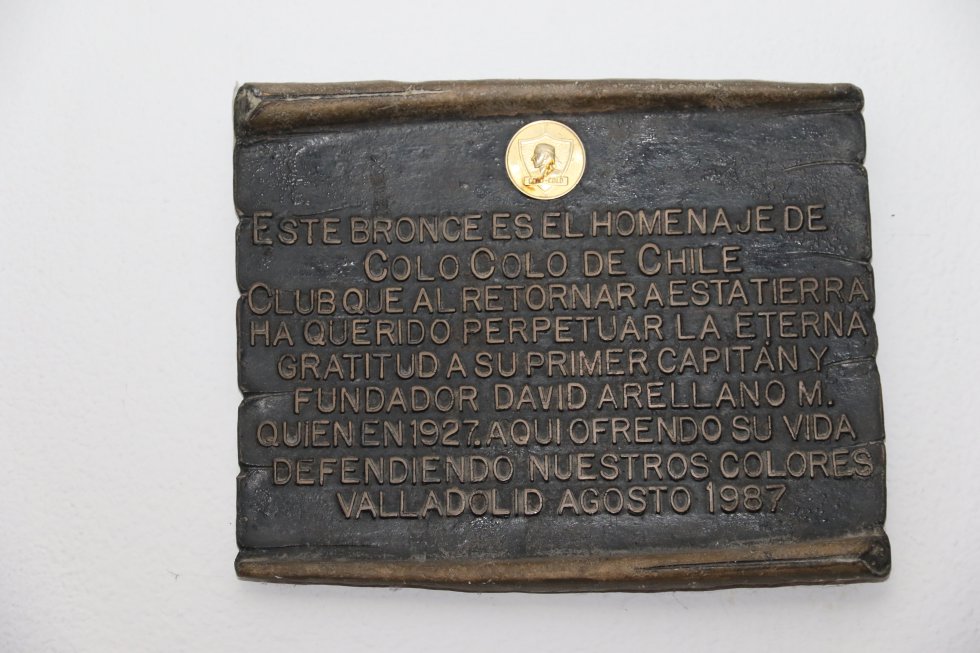 COLO-COLO
ESTE BRONCE ES EL HOMENAJE DE
COLO COLO DE CHILE
CLUB QUE AL RETORNAR A ESTA TIERRA
HA QUERIDO PERPETUAR LA ETERNA
GRATITUD A SU PRIMER CAPITÁN Y
FUNDADOR DAVID ARELLANO M.
QUIEN EN 1927. AQUI OFRENDO SU VIDA
DEFENDIENDO NUESTROS COLORES
VALLADOLID AGOSTO 1987